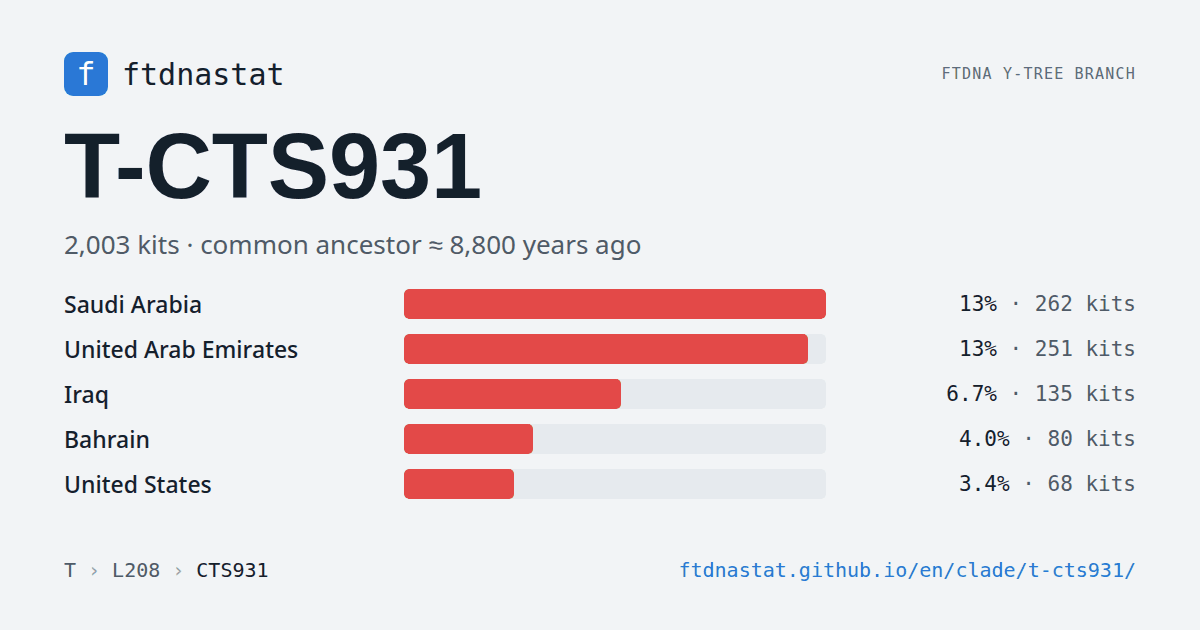 f ftdnastat
FTDNA Y-TREE BRANCH
T-CTS931
2,003 kits · common ancestor ≈ 8,800 years ago
Saudi Arabia 13% · 262 kits
United Arab Emirates 13% · 251 kits
Iraq 6.7% · 135 kits
Bahrain 4.0% · 80 kits
United States 3.4% · 68 kits
T › L208 › CTS931
ftdnastat.github.io/en/clade/t-cts931/